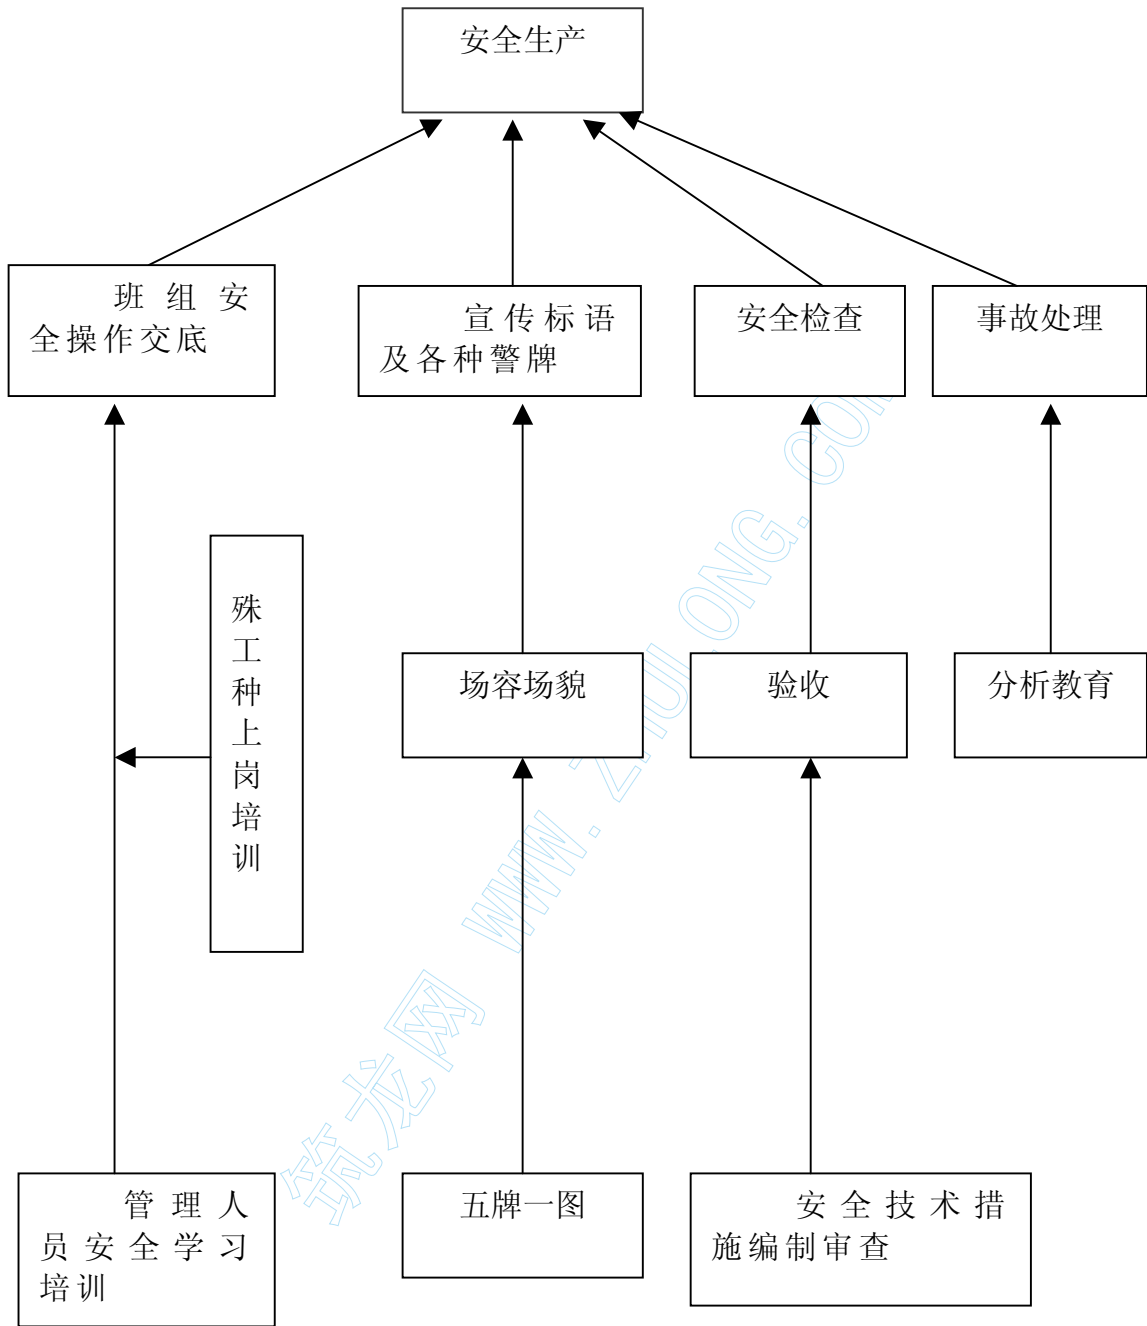 安全生产
班组安
全操作交底
宣传标语
及各种警牌
安全检查
事故处理
殊工种上岗培训
场容场貌
验收
分析教育
管理人
员安全学习
培训
五牌一图
安全技术措
施编制审查
筑龙网 WWW.ZHULONG.COM